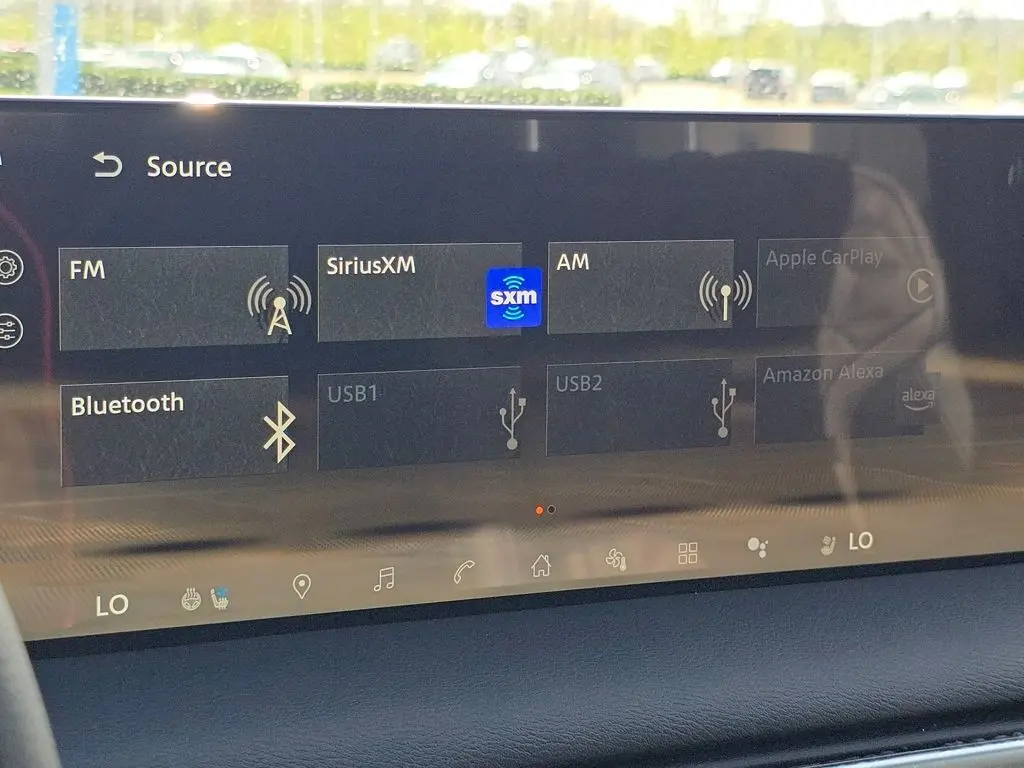 Source
FM
SiriusXM
sxm
AM
Apple CarPlay
Bluetooth
USB1
USB2
Amazon Alexa
alexa
LO
LO